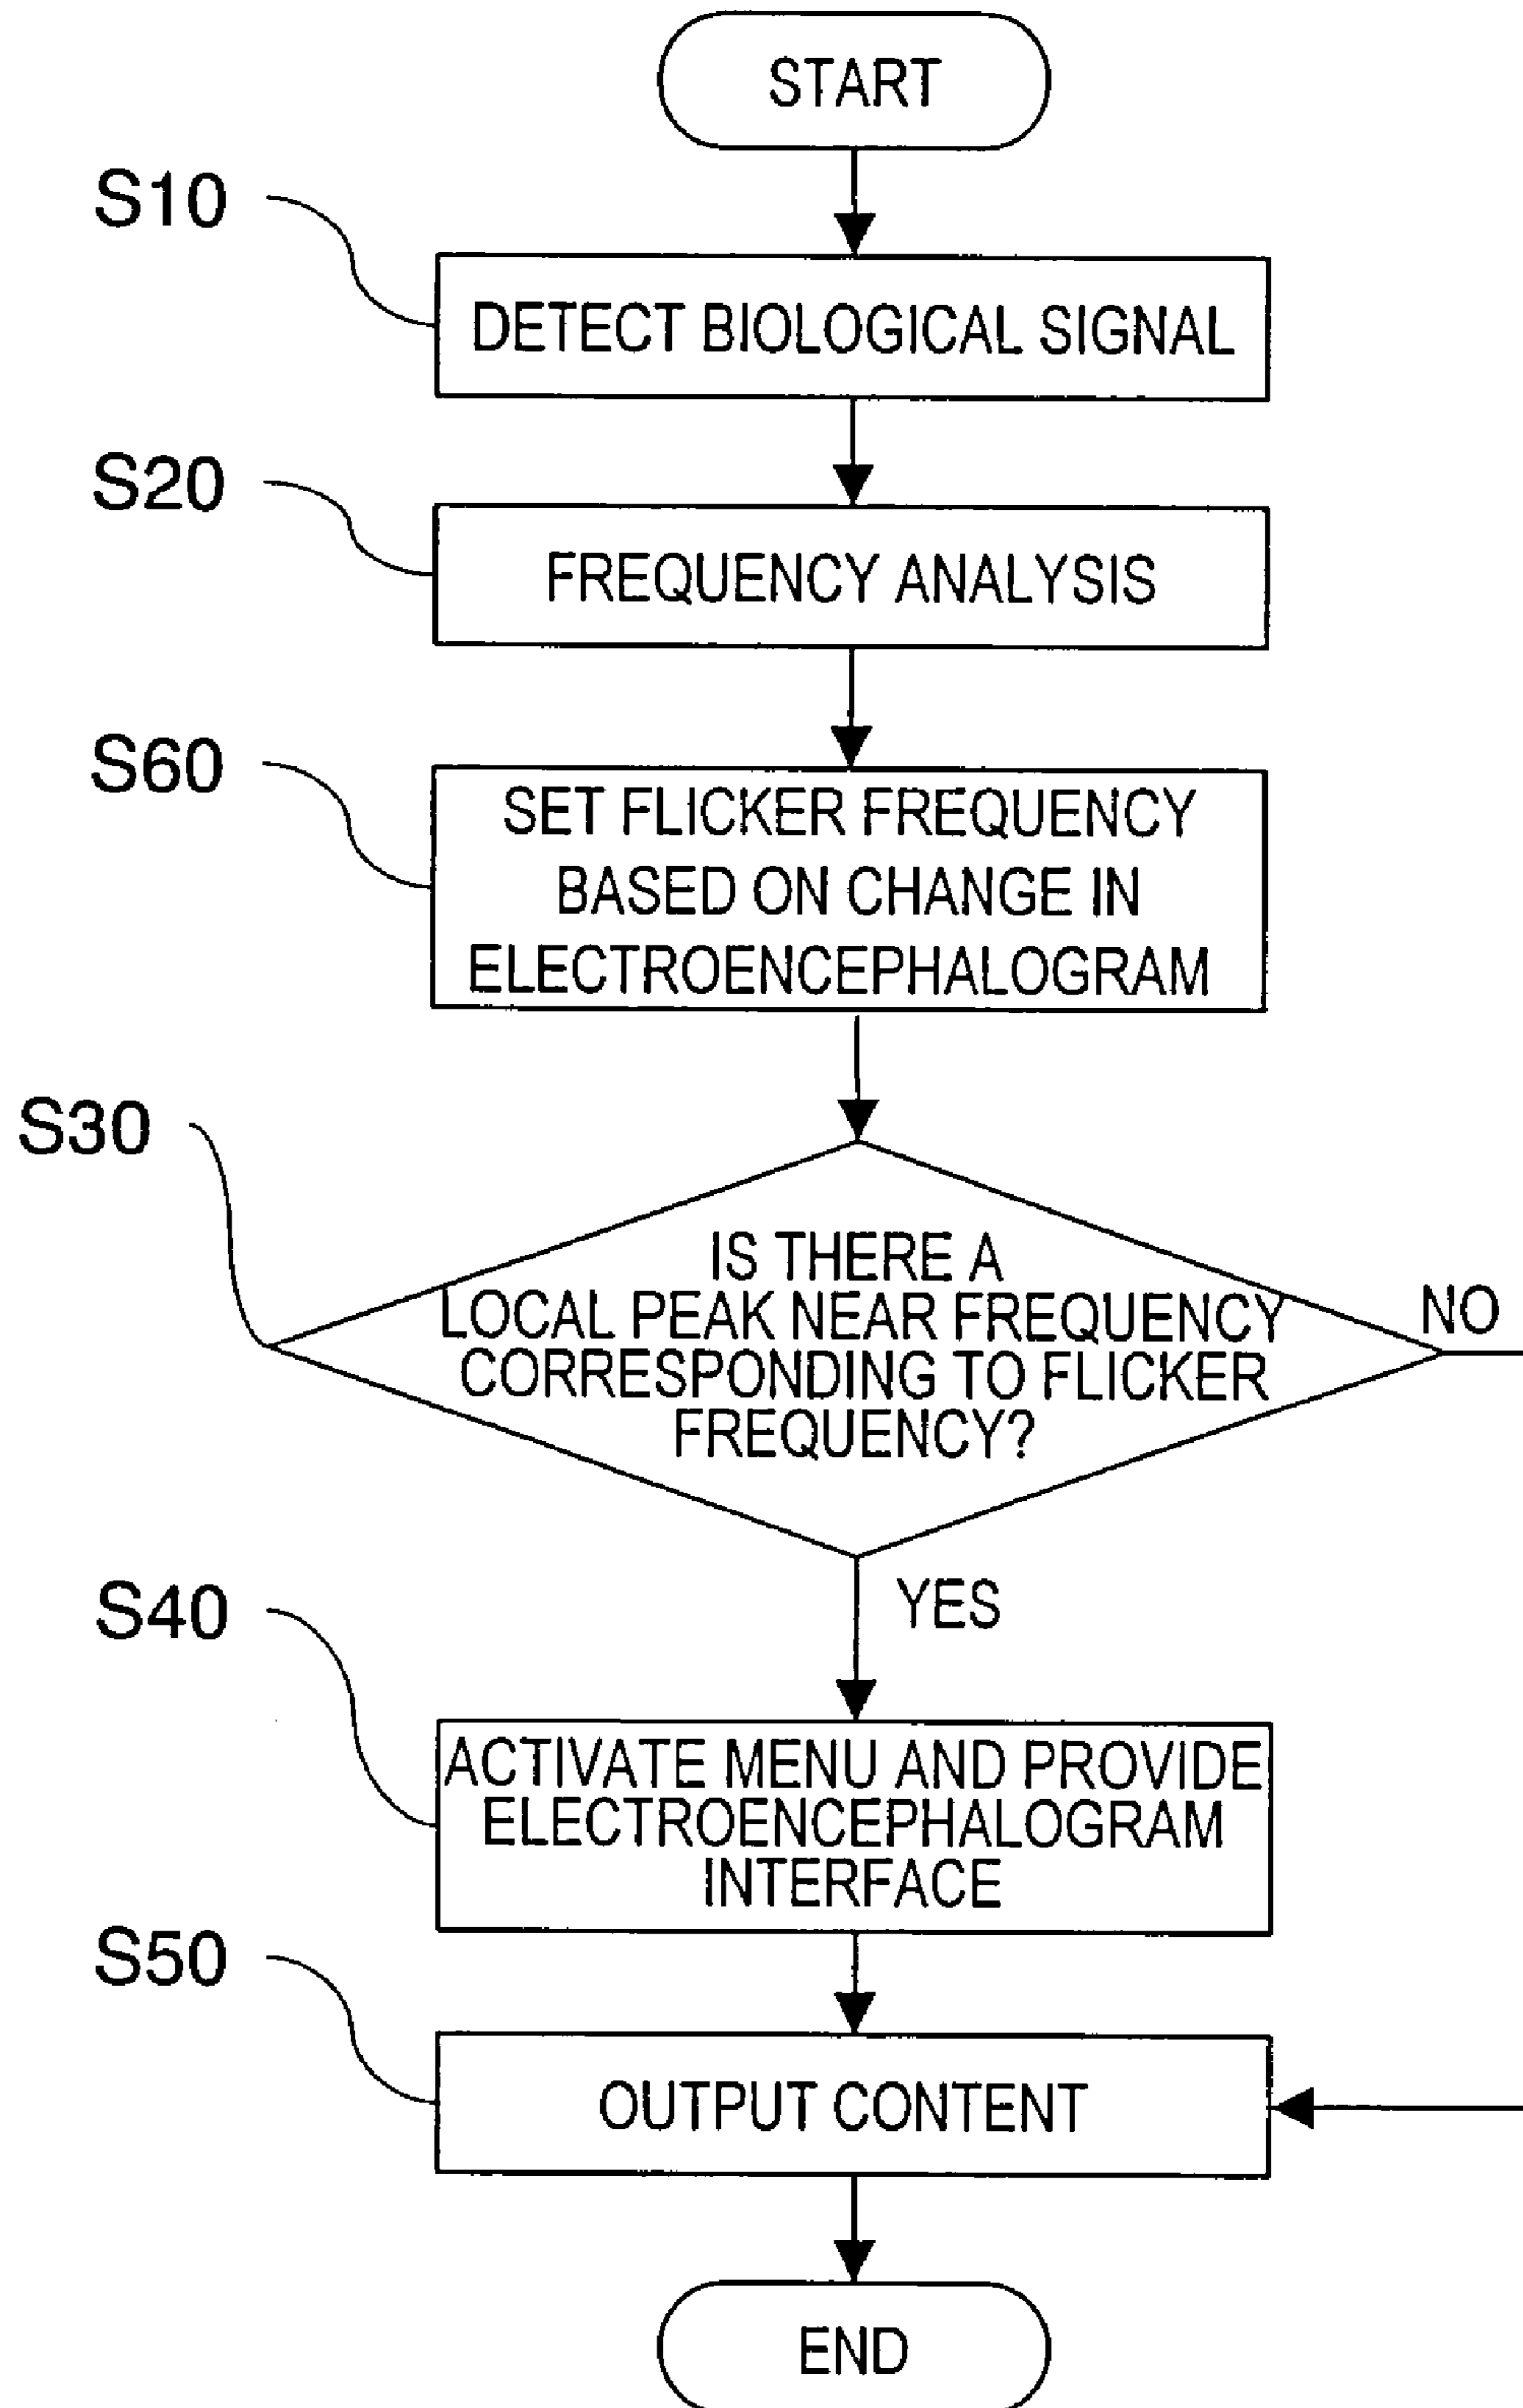 START
S10
DETECT BIOLOGICAL SIGNAL
S20
FREQUENCY ANALYSIS
S60
SET FLICKER FREQUENCY
BASED ON CHANGE IN
ELECTROENCEPHALOGRAM
S30
IS THERE A
LOCAL PEAK NEAR FREQUENCY
CORRESPONDING TO FLICKER
FREQUENCY?
NO
YES
S40
ACTIVATE MENU AND PROVIDE
ELECTROENCEPHALOGRAM
INTERFACE
S50
OUTPUT CONTENT
END